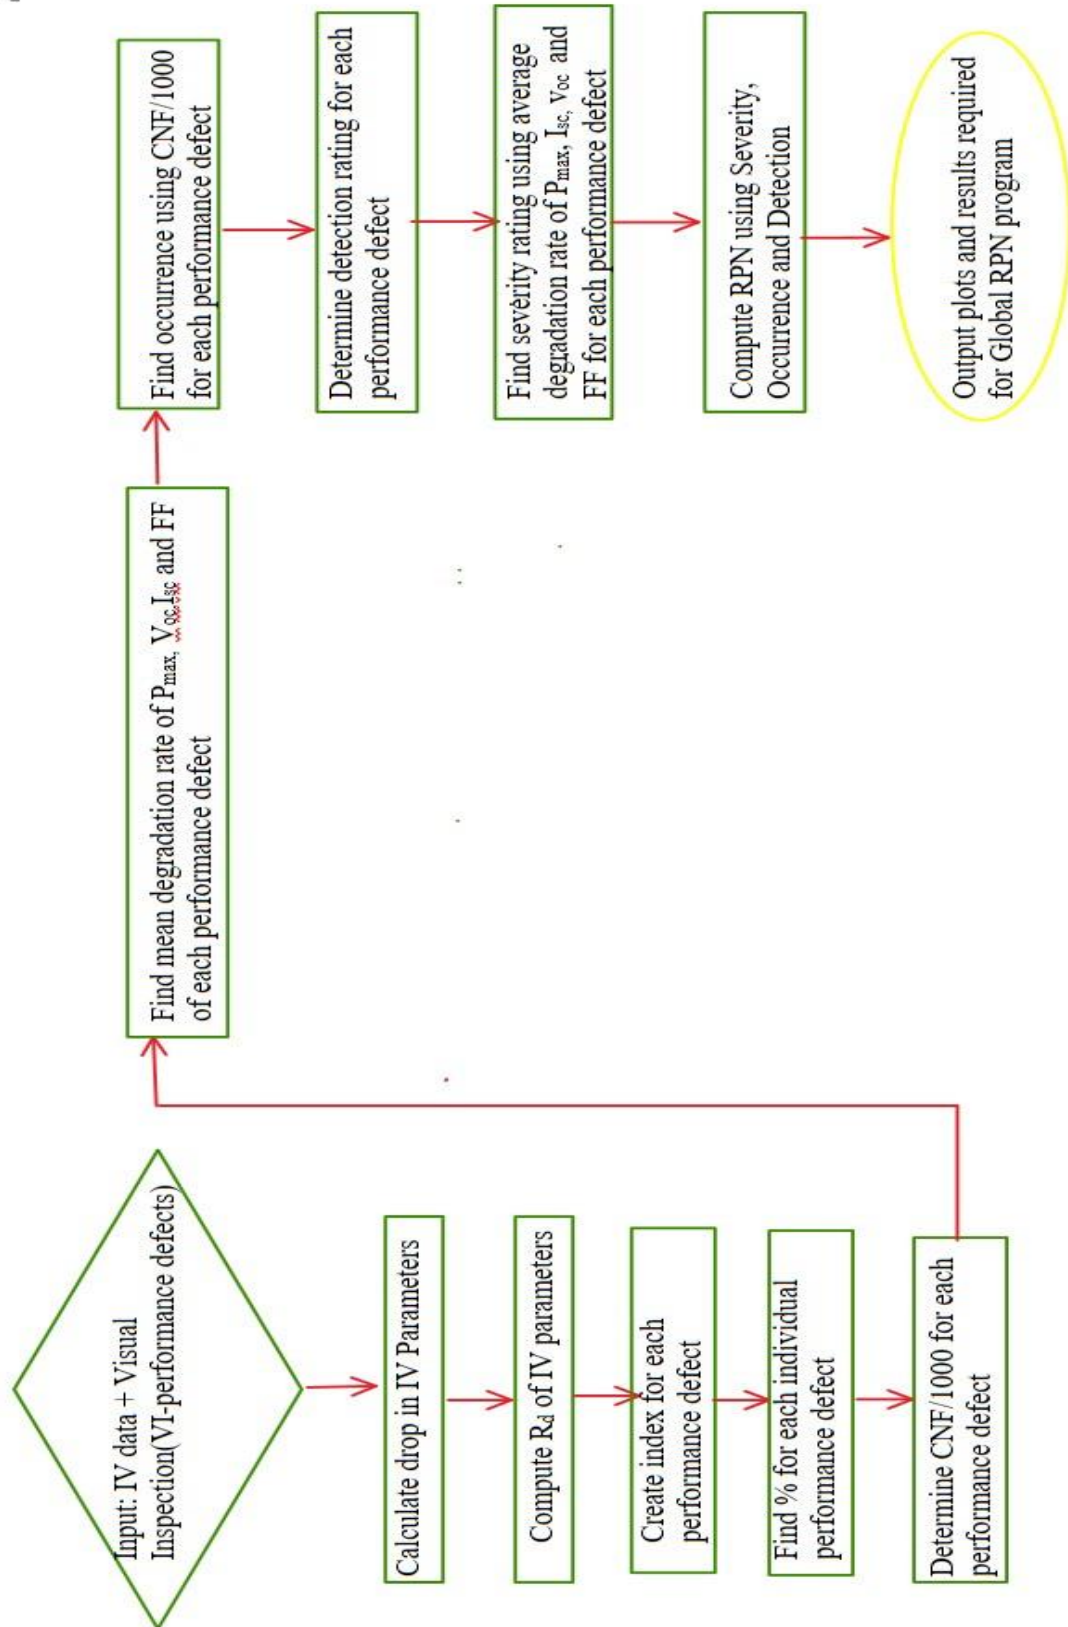 Input: IV data + Visual
Inspection(VI-performance defects)
Calculate drop in IV Parameters
Compute Rd of IV parameters
Create index for each
performance defect
Find % for each individual
performance defect
Determine CNF/1000 for each
performance defect
Find mean degradation rate of Pmax, Voc,Isc and FF
of each performance defect
Find occurrence using CNF/1000
for each performance defect
Determine detection rating for each
performance defect
Find severity rating using average
degradation rate of Pmax, Isc, Voc and
FF for each performance defect
Compute RPN using Severity,
Occurrence and Detection
Output plots and results required
for Global RPN program